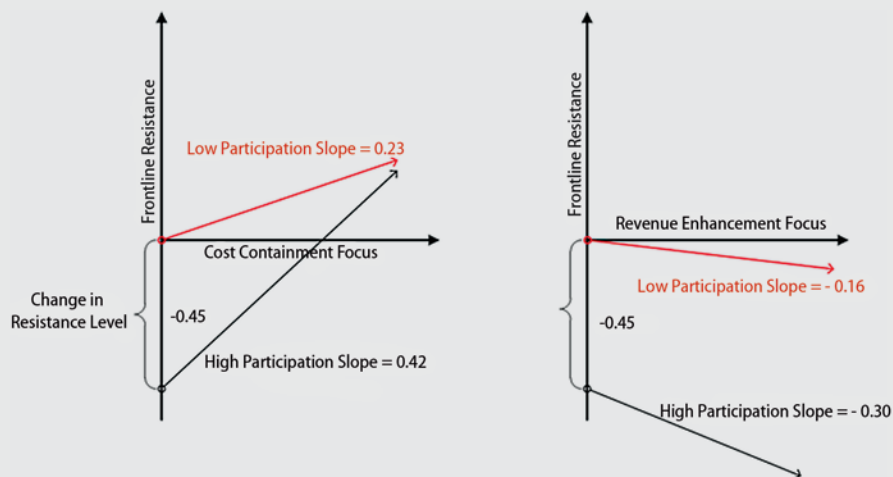 Frontline Resistance
Low Participation Slope = 0.23
Cost Containment Focus
Change in
Resistance Level
-0.45
High Participation Slope = 0.42
Frontline Resistance
Revenue Enhancement Focus
Low Participation Slope = - 0.16
-0.45
High Participation Slope = - 0.30